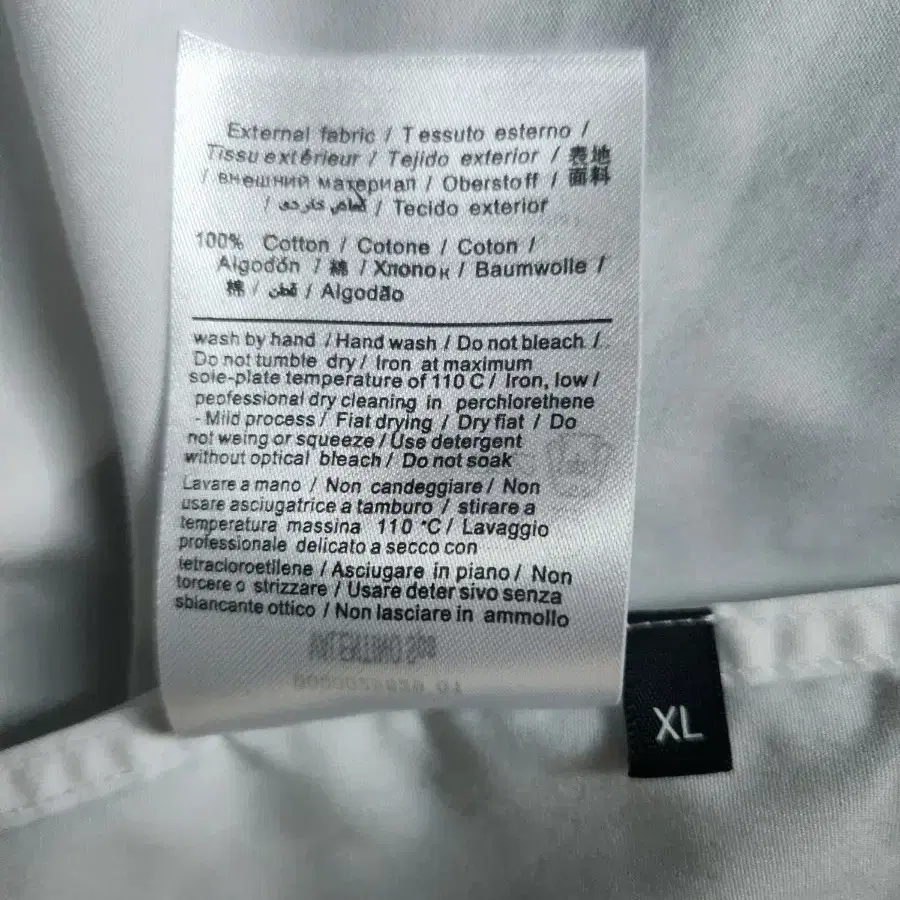 External fabric / Tessuto esterno /
Tissu extérieur / Tejido exterior / 表地
/ внешний материал / Oberstoff / 面料
/ Tecido exterior
100% Cotton / Cotone / Coton /
Algodón / 綿 / Хлопок / Baumwolle /
棉 / قطن / Algodão
wash by hand / Hand wash / Do not bleach /
Do not tumble dry / Iron at maximum
sole-plate temperature of 110 C / Iron, low /
peofessional dry cleaning in perchlorethene
- Mild process / Fiat drying / Dry fiat / Do
not weing or squeeze / Use detergent
without optical bleach / Do not soak
Lavare a mano / Non candeggiare / Non
usare asciugatrice a tamburo / stirare a
temperatura massina 110 °C / Lavaggio
professionale delicato a secco con
tetracloroetilene / Asciugare in piano / Non
torcere o strizzare / Usare deter sivo senza
sbiancante ottico / Non lasciare in ammollo
XL